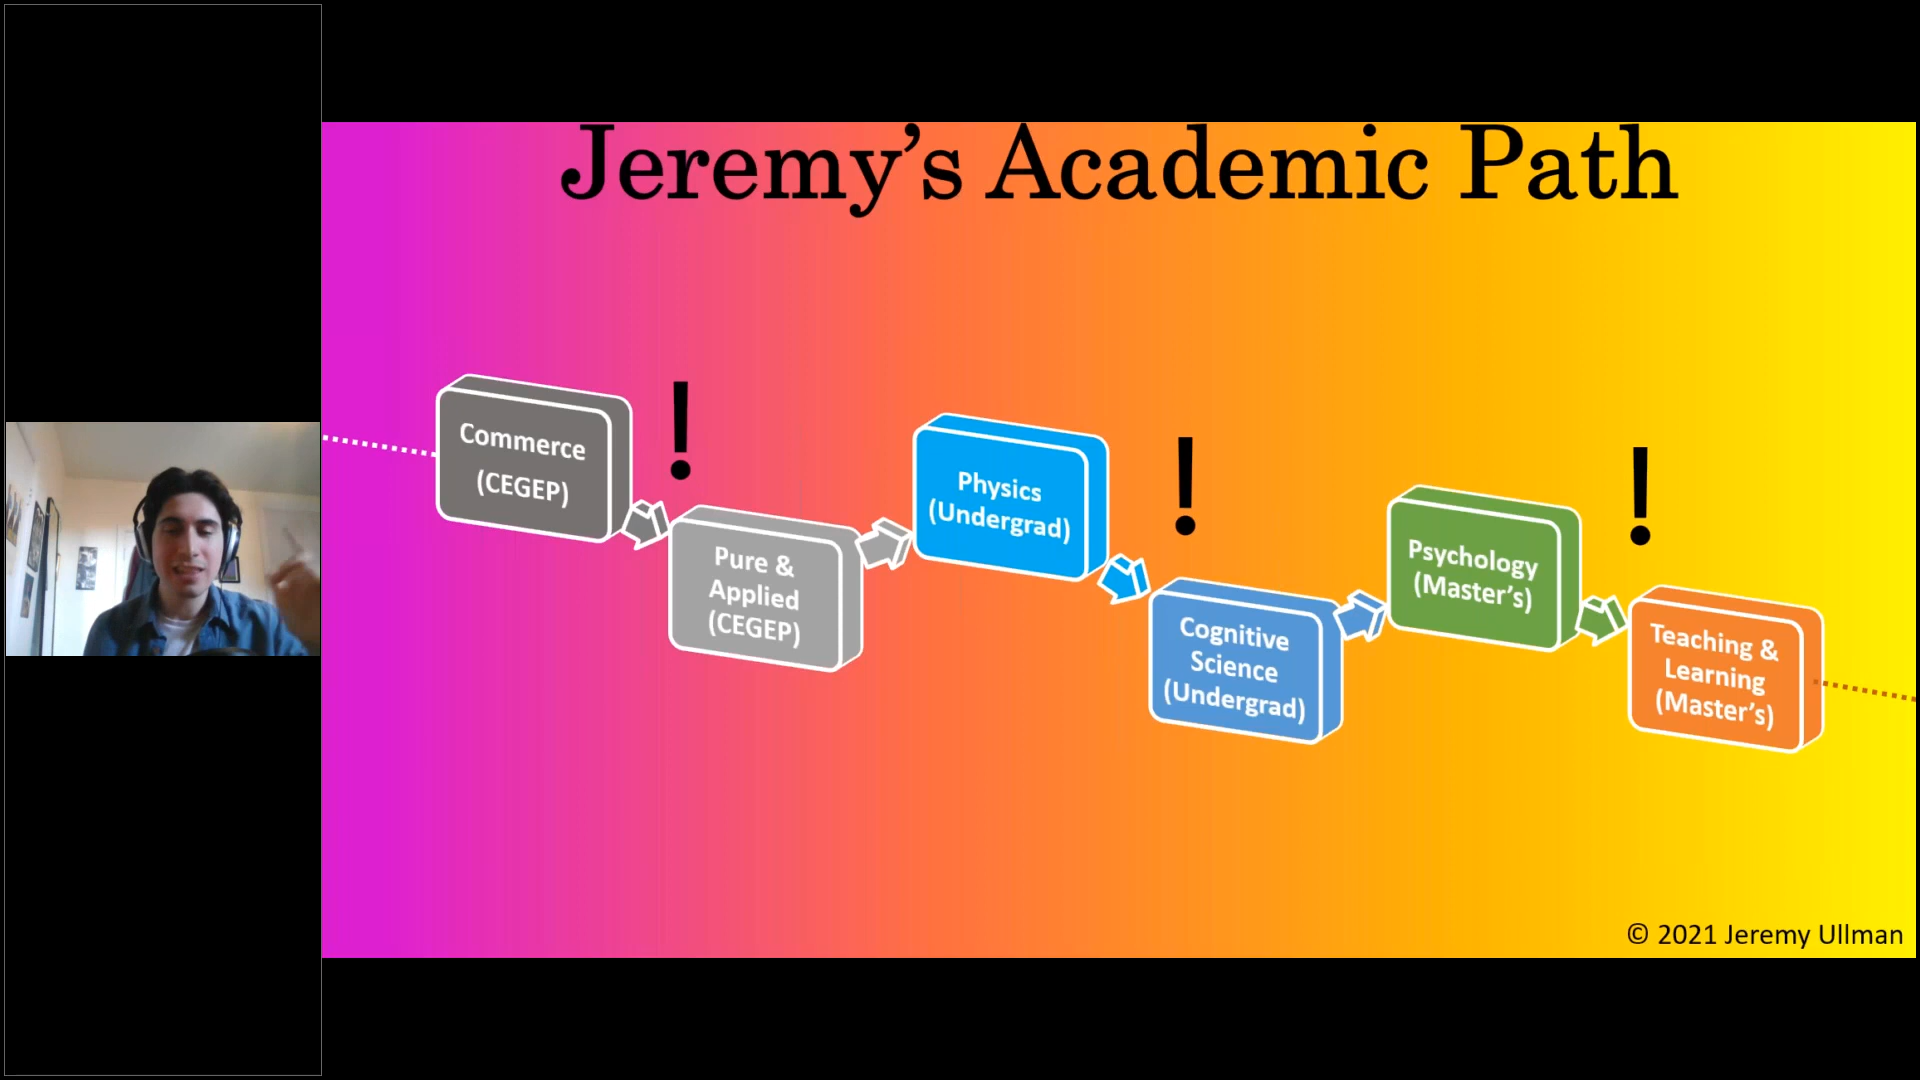 Jeremy’s Academic Path
Commerce
(CEGEP)
!
Pure &
Applied
(CEGEP)
Physics
(Undergrad)
!
Cognitive
Science
(Undergrad)
Psychology
(Master’s)
!
Teaching &
Learning
(Master’s)
© 2021 Jeremy Ullman